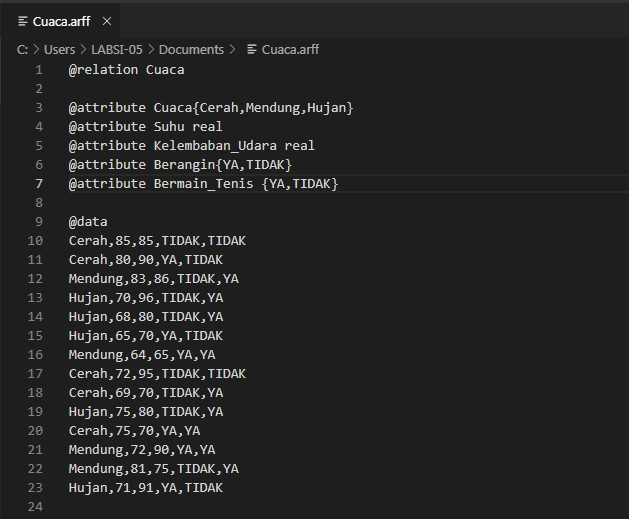 Cuaca.arff
C: > Users > LABSI-05 > Documents > Cuaca.arff
1 @relation Cuaca
2
3 @attribute Cuaca{Cerah,Mendung,Hujan}
4 @attribute Suhu real
5 @attribute Kelembaban_Udara real
6 @attribute Berangin{YA,TIDAK}
7 @attribute Bermain_Tenis {YA,TIDAK}
8
9 @data
10 Cerah,85,85,TIDAK,TIDAK
11 Cerah,80,90,YA,TIDAK
12 Mendung,83,86,TIDAK,YA
13 Hujan,70,96,TIDAK,YA
14 Hujan,68,80,TIDAK,YA
15 Hujan,65,70,YA,TIDAK
16 Mendung,64,65,YA,YA
17 Cerah,72,95,TIDAK,TIDAK
18 Cerah,69,70,TIDAK,YA
19 Hujan,75,80,TIDAK,YA
20 Cerah,75,70,YA,YA
21 Mendung,72,90,YA,YA
22 Mendung,81,75,TIDAK,YA
23 Hujan,71,91,YA,TIDAK
24